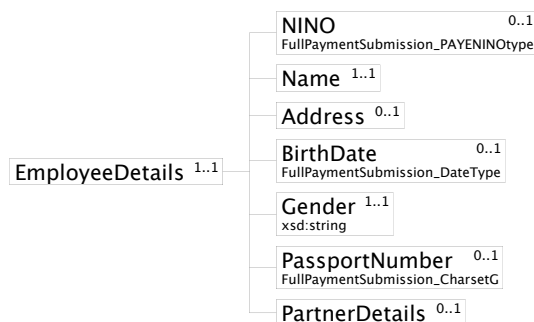 NINO 0..1
FullPaymentSubmission_PAYENINOtype
Name 1..1
Address 0..1
BirthDate 0..1
FullPaymentSubmission_DateType
EmployeeDetails 1..1
Gender 1..1
xsd:string
PassportNumber 0..1
FullPaymentSubmission_CharsetG
PartnerDetails 0..1